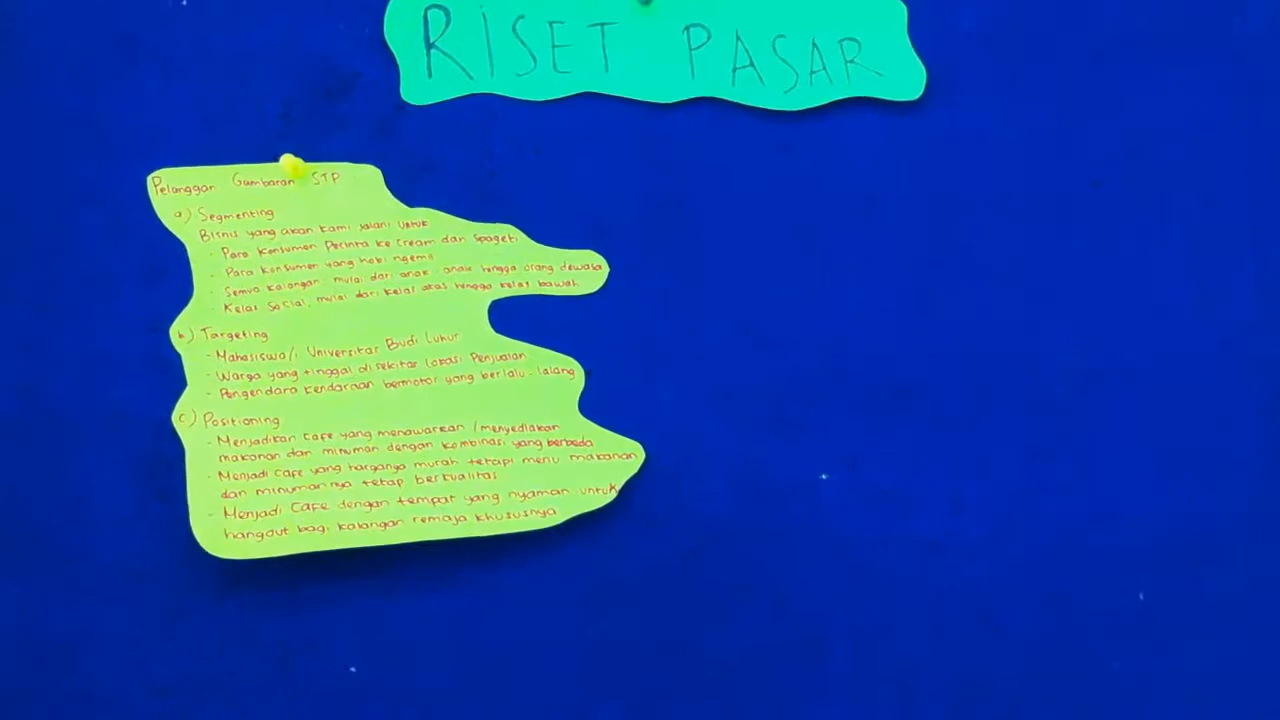 RISET PASAR
Pelanggan Gambaran STP
a) Segmenting
Bisnis yang akan kami jalani untuk
- Para konsumen Pecinta ice cream dan spageti
- Para konsumen yang hobi ngemil
- Semua kalangan, mulai dari anak-anak hingga orang dewasa
- Kelas Social, mulai dari kelas atas hingga kelas bawah
b) Targeting
- Mahasiswa/i Universitas Budi Luhur
- Warga yang tinggal di sekitar lokasi Penjualan
- Pengendara kendaraan bermotor yang berlalu-lalang
c) Positioning
- Menjadikan cafe yang menawarkan /menyediakan
makanan dan minuman dengan kombinasi yang berbeda
- Menjadi cafe yang harganya murah tetapi menu makanan
dan minuman nya tetap berkualitas
- Menjadi Cafe dengan tempat yang nyaman untuk
hangout bagi kalangan remaja khususnya